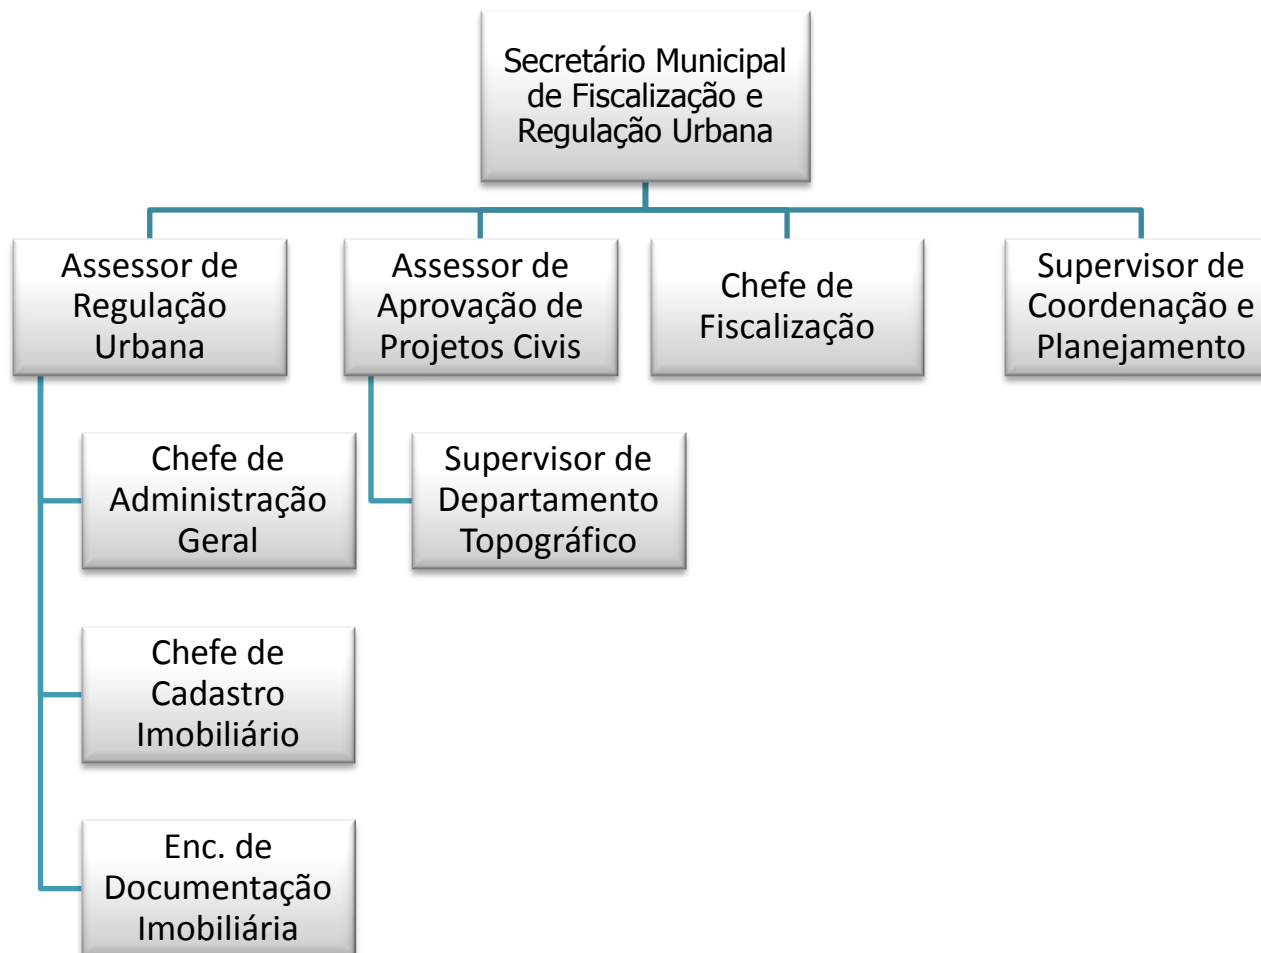 Secretário Municipal
de Fiscalização e
Regulação Urbana
Assessor de
Regulação
Urbana
Assessor de
Aprovação de
Projetos Civis
Chefe de
Fiscalização
Supervisor de
Coordenação e
Planejamento
Chefe de
Administração
Geral
Supervisor de
Departamento
Topográfico
Chefe de
Cadastro
Imobiliário
Enc. de
Documentação
Imobiliária